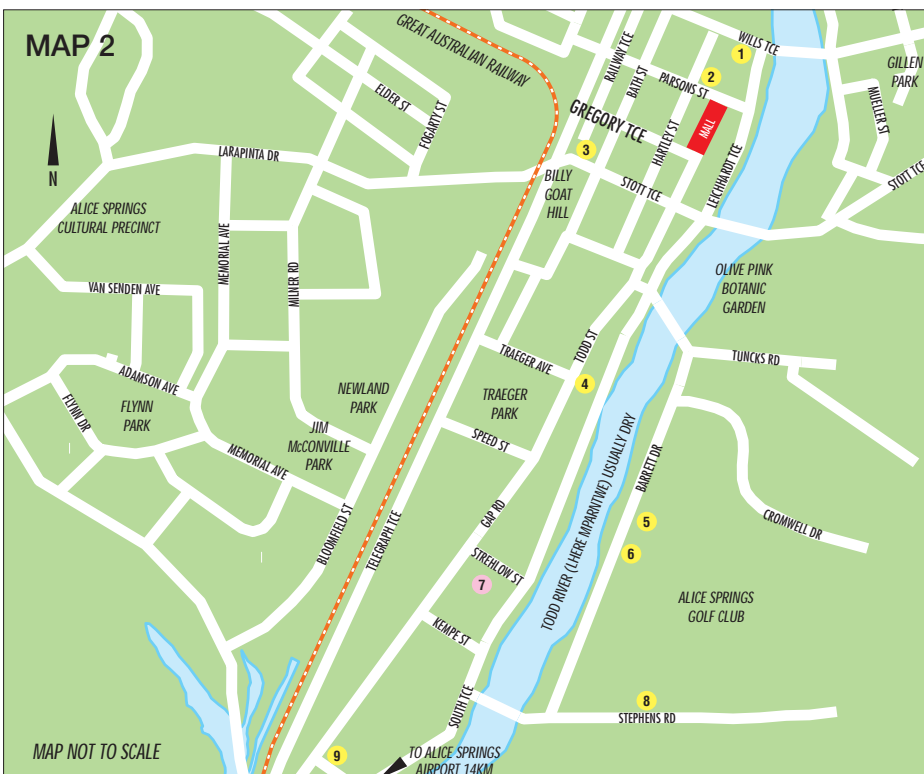 MAP 2
GREAT AUSTRALIAN RAILWAY
RAILWAY TCE
BATH ST
WILLS TCE
1
GILLEN
PARK
2
PARSONS ST
MUELLER ST
ELDER ST
FOGARTY ST
GREGORY TCE
HARTLEY ST
MALL
LEICHHARDT TCE
N
LARAPINTA DR
3
BILLY
GOAT
HILL
STOTT TCE
STOTT TCE
ALICE SPRINGS
CULTURAL PRECINCT
MEMORIAL AVE
MILNER RD
OLIVE PINK
BOTANIC
GARDEN
VAN SENDEN AVE
TRAEGER AVE
TODD ST
TUNCKS RD
ADAMSON AVE
4
FLYNN DR
FLYNN
PARK
NEWLAND
PARK
TRAEGER
PARK
JIM
McCONVILLE
PARK
SPEED ST
MEMORIAL AVE
BARRETT DR
BLOOMFIELD ST
TELEGRAPH TCE
GAP RD
TODD RIVER (LHERE MPARNTWE) USUALLY DRY
5
CROMWELL DR
6
STREHLOW ST
7
ALICE SPRINGS
GOLF CLUB
KEMPE ST
SOUTH TCE
8
STEPHENS RD
MAP NOT TO SCALE
9
TO ALICE SPRINGS
AIRPORT 14KM